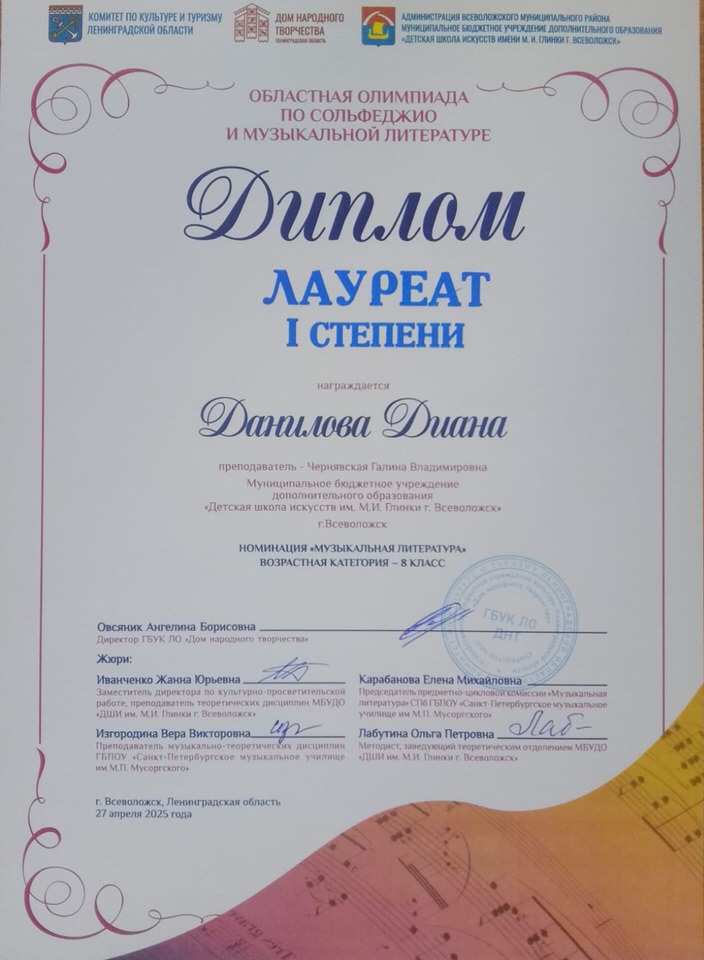 КОМИТЕТ ПО КУЛЬТУРЕ И ТУРИЗМУ
ЛЕНИНГРАДСКОЙ ОБЛАСТИ
ДОМ НАРОДНОГО
ТВОРЧЕСТВА
ЛЕНИНГРАДСКАЯ ОБЛАСТЬ
АДМИНИСТРАЦИЯ ВСЕВОЛОЖСКОГО МУНИЦИПАЛЬНОГО РАЙОНА
МУНИЦИПАЛЬНОЕ БЮДЖЕТНОЕ УЧРЕЖДЕНИЕ ДОПОЛНИТЕЛЬНОГО ОБРАЗОВАНИЯ
«ДЕТСКАЯ ШКОЛА ИСКУССТВ ИМЕНИ М. И. ГЛИНКИ Г. ВСЕВОЛОЖСК»
ОБЛАСТНАЯ ОЛИМПИАДА
ПО СОЛЬФЕДЖИО
И МУЗЫКАЛЬНОЙ ЛИТЕРАТУРЕ
Диплом
ЛАУРЕАТ
I СТЕПЕНИ
награждается
Данилова Диана
преподаватель - Чернявская Галина Владимировна
Муниципальное бюджетное учреждение
дополнительного образования
«Детская школа искусств им. М.И. Глинки г. Всеволожск»
г.Всеволожск
НОМИНАЦИЯ «МУЗЫКАЛЬНАЯ ЛИТЕРАТУРА»
ВОЗРАСТНАЯ КАТЕГОРИЯ – 8 КЛАСС
ГБУК ЛО
ДНТ
Овсяник Ангелина Борисовна
Директор ГБУК ЛО «Дом народного творчества»
Жюри:
Иванченко Жанна Юрьевна
Заместитель директора по культурно-просветительской
работе, преподаватель теоретических дисциплин МБУДО
«ДШИ им. М.И. Глинки г. Всеволожск»
Карабанова Елена Михайловна
Председатель предметно-цикловой комиссии «Музыкальная
литература» СПб ГБПОУ «Санкт-Петербургское музыкальное
училище им М.П. Мусоргского»
Изгородина Вера Викторовна
Преподаватель музыкально-теоретических дисциплин
ГБПОУ «Санкт-Петербургское музыкальное училище
им М.П. Мусоргского»
Лабутина Ольга Петровна
Методист, заведующий теоретическим отделением МБУДО
«ДШИ им. М.И. Глинки г. Всеволожск»
г. Всеволожск, Ленинградская область
27 апреля 2025 года